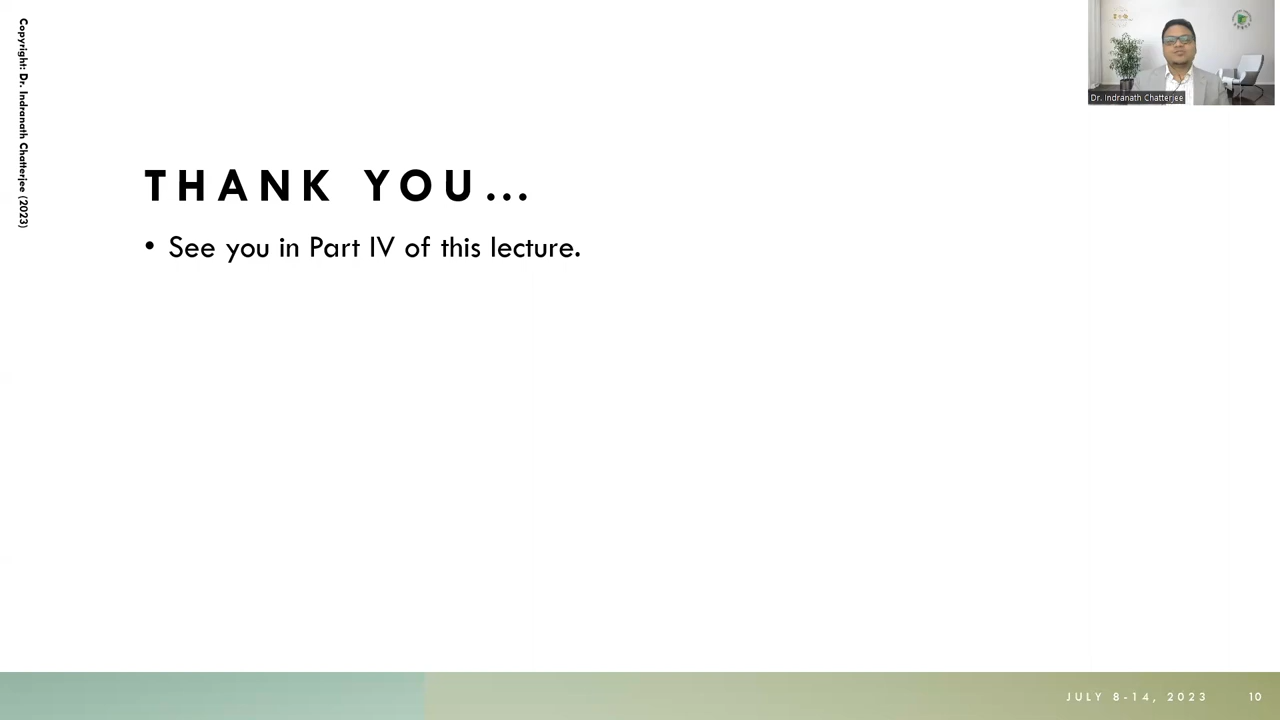 Copyright: Dr. Indranath Chatterjee (2023)
Dr. Indranath Chatterjee
THANK YOU...
• See you in Part IV of this lecture.
JULY 8-14, 2023
10